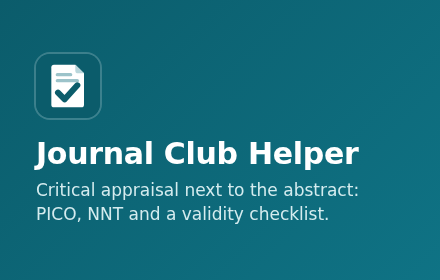 Journal Club Helper
Critical appraisal next to the abstract:
PICO, NNT and a validity checklist.